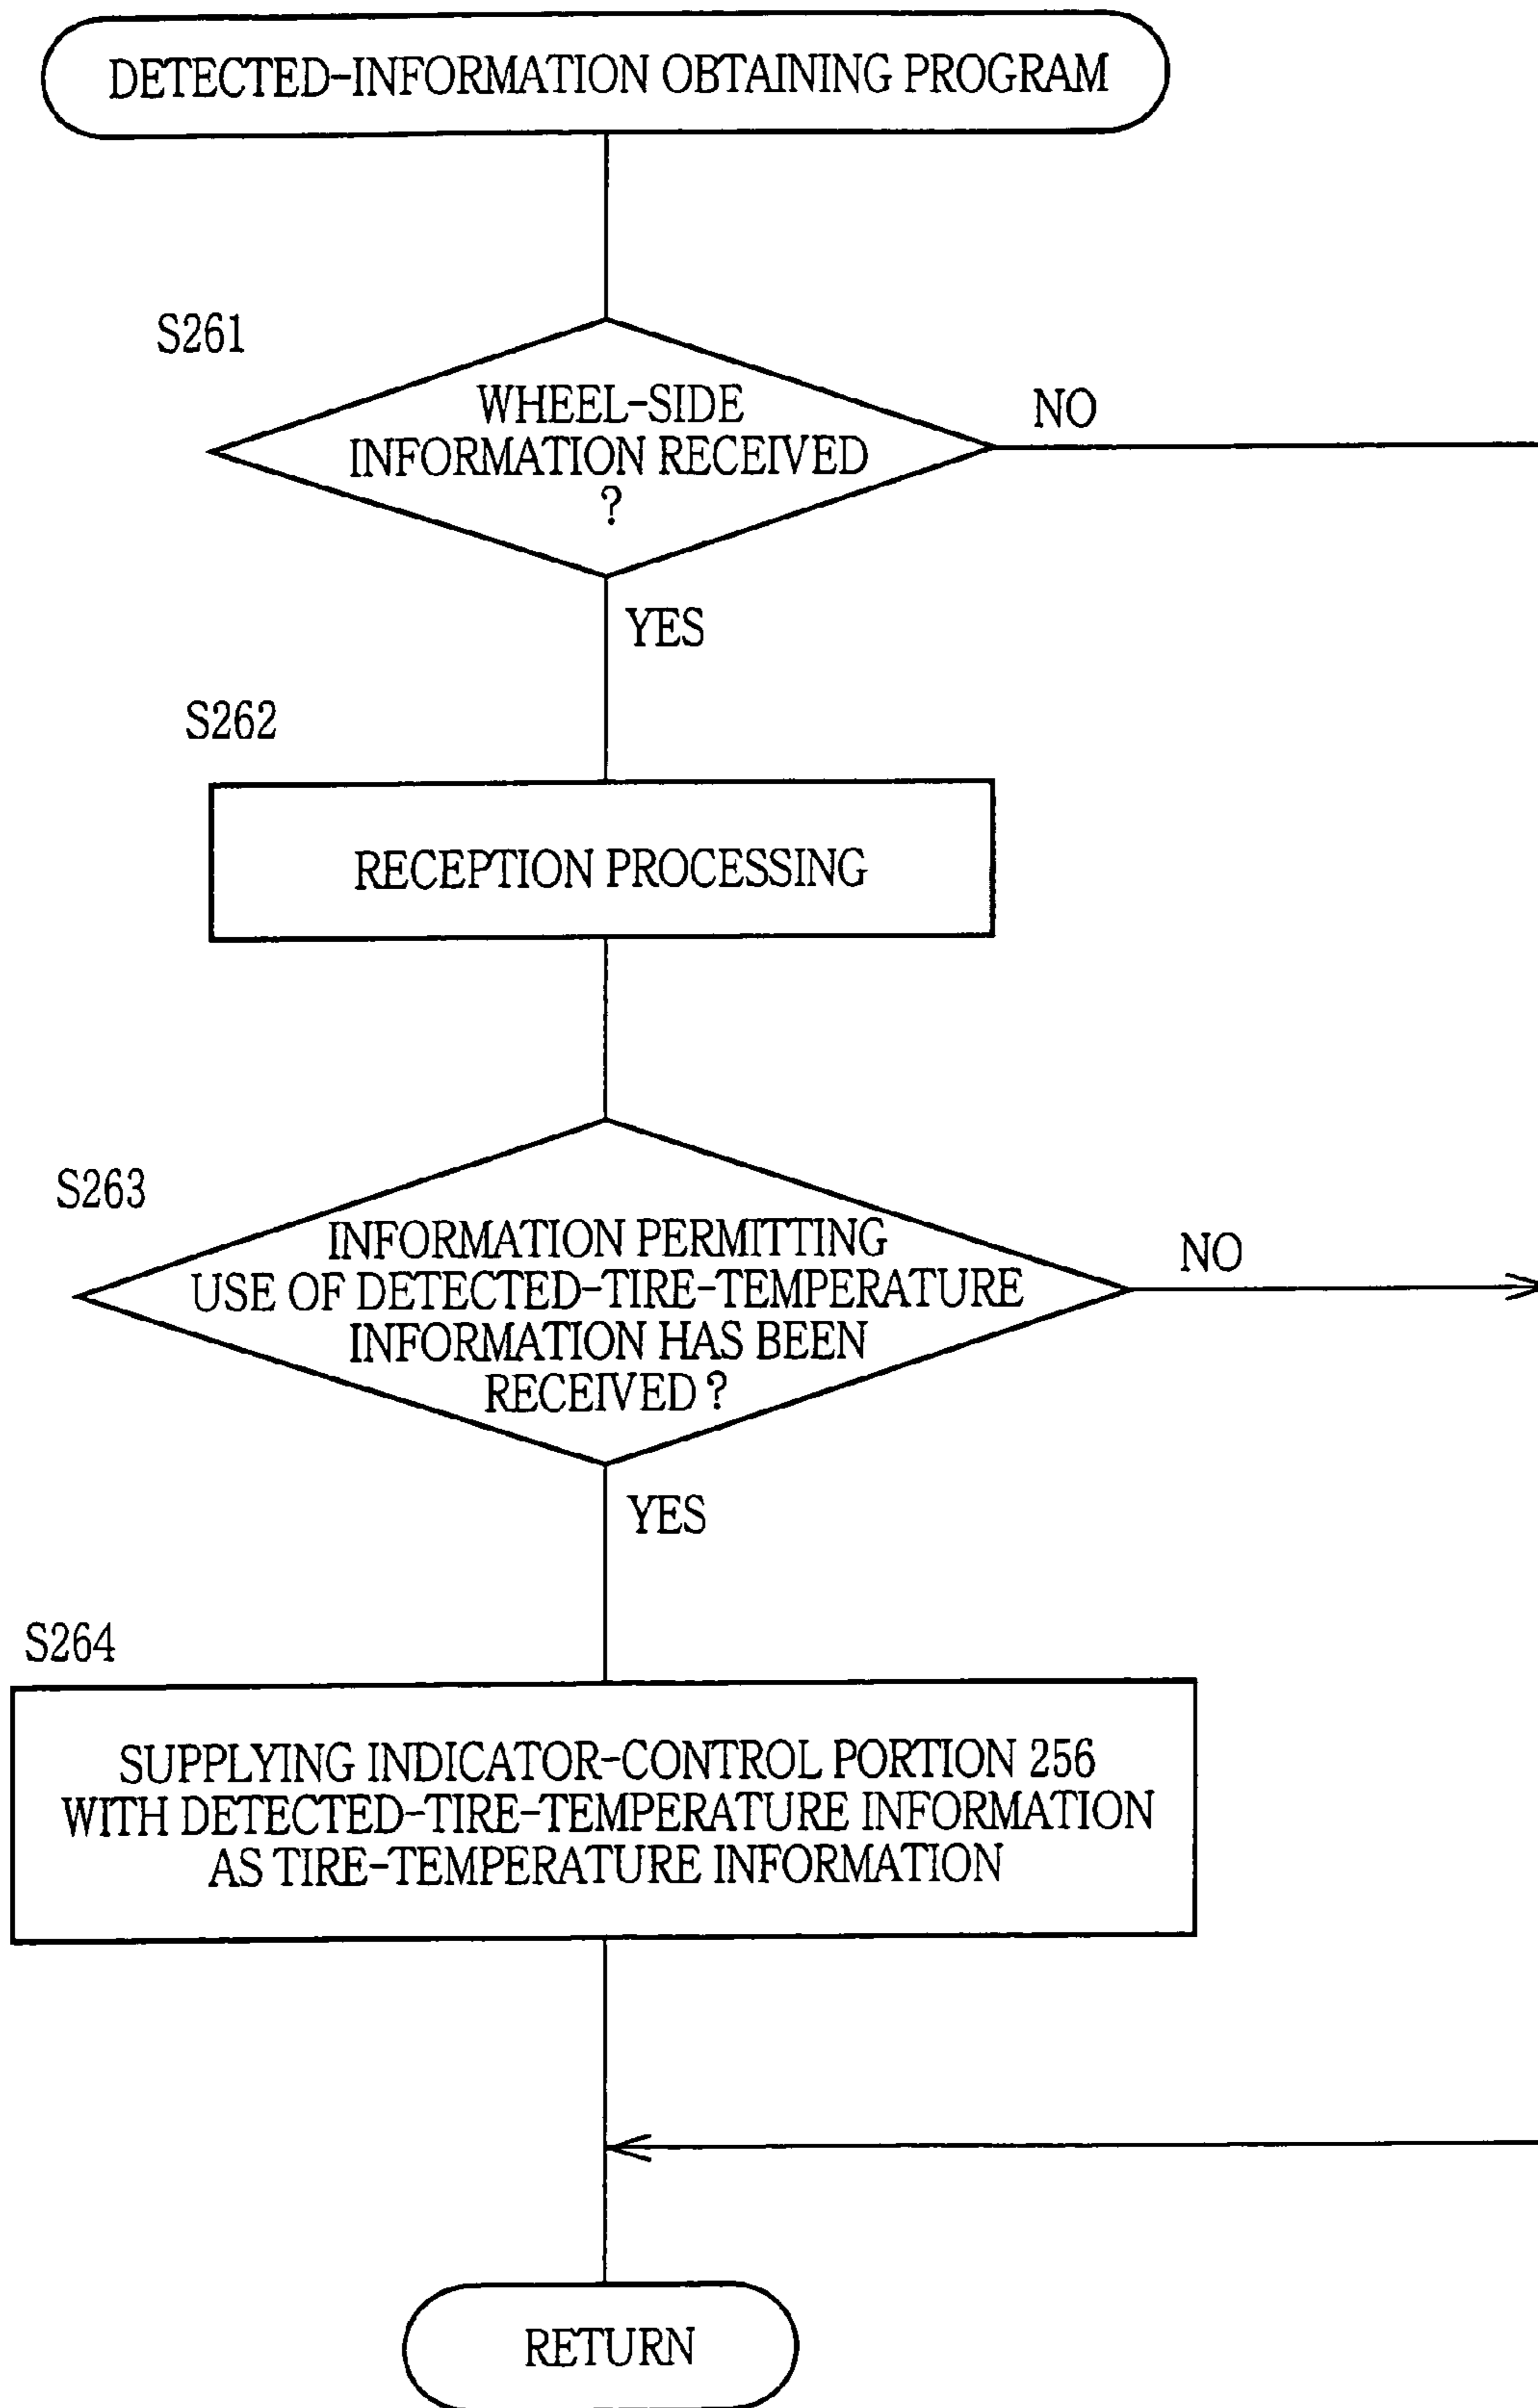 DETECTED-INFORMATION OBTAINING PROGRAM
S261
WHEEL-SIDE
INFORMATION RECEIVED
?
NO
YES
S262
RECEPTION PROCESSING
S263
INFORMATION PERMITTING
USE OF DETECTED-TIRE-TEMPERATURE
INFORMATION HAS BEEN
RECEIVED ?
NO
YES
S264
SUPPLYING INDICATOR-CONTROL PORTION 256
WITH DETECTED-TIRE-TEMPERATURE INFORMATION
AS TIRE-TEMPERATURE INFORMATION
RETURN